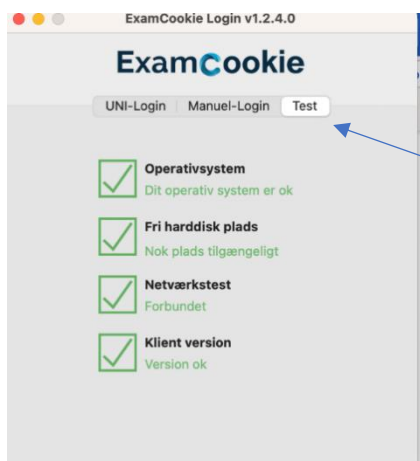 ExamCookie Login v1.2.4.0
ExamCookie
UNI-Login Manuel-Login Test
Operativsystem
Dit operativ system er ok
Fri harddisk plads
Nok plads tilgængeligt
Netværkstest
Forbundet
Klient version
Version ok